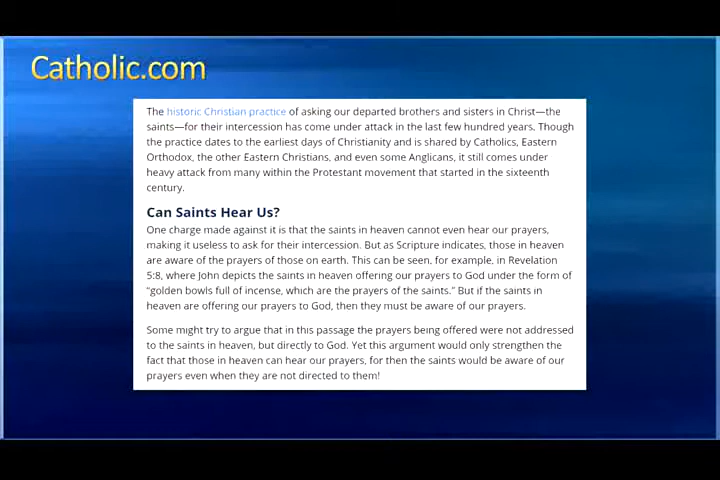 Catholic.com
The historic Christian practice of asking our departed brothers and sisters in Christ—the
saints—for their intercession has come under attack in the last few hundred years. Though
the practice dates to the earliest days of Christianity and is shared by Catholics, Eastern
Orthodox, the other Eastern Christians, and even some Anglicans, it still comes under
heavy attack from many within the Protestant movement that started in the sixteenth
century.
Can Saints Hear Us?
One charge made against it is that the saints in heaven cannot even hear our prayers,
making it useless to ask for their intercession. But as Scripture indicates, those in heaven
are aware of the prayers of those on earth. This can be seen, for example, in Revelation
5:8, where John depicts the saints in heaven offering our prayers to God under the form of
“golden bowls full of incense, which are the prayers of the saints.” But if the saints in
heaven are offering our prayers to God, then they must be aware of our prayers.
Some might try to argue that in this passage the prayers being offered were not addressed
to the saints in heaven, but directly to God. Yet this argument would only strengthen the
fact that those in heaven can hear our prayers, for then the saints would be aware of our
prayers even when they are not directed to them!